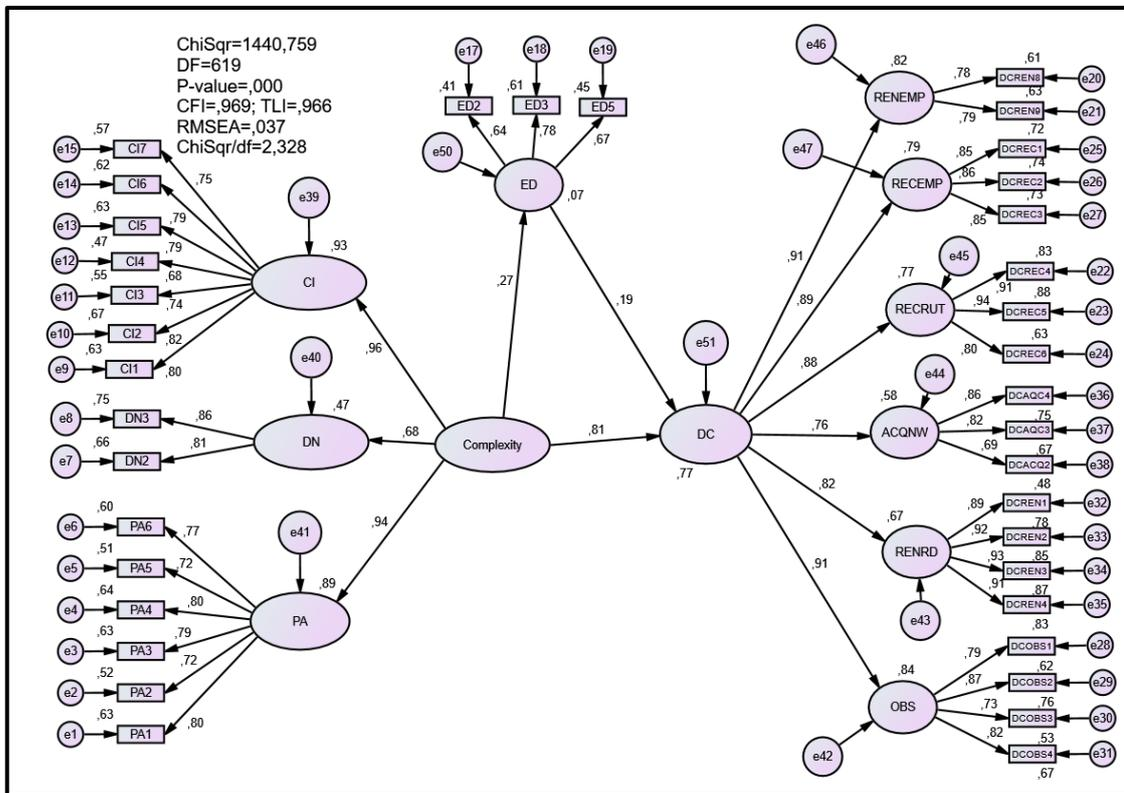 ChiSqr=1440,759
DF=619
P-value=,000
CFI=,969; TLI=,966
RMSEA=,037
ChiSqr/df=2,328
e17
e18
e19
,41
,61
,45
ED2
ED3
ED5
,64
,78
,67
e50
ED
,07
,57
e15
CI7
,62
e14
CI6
,63
e13
CI5
,47
e12
CI4
,55
e11
CI3
,67
e10
CI2
,63
e9
CI1
,75
,79
,79
,68
,74
,82
,80
e39
,93
CI
,96
e40
,47
DN
,68
,75
e8
DN3
,86
,66
e7
DN2
,81
Complexity
,27
,19
,81
,94
e41
,89
PA
,60
e6
PA6
,77
,51
e5
PA5
,72
,64
e4
PA4
,80
,63
e3
PA3
,79
,52
e2
PA2
,72
,63
e1
PA1
,80
e51
DC
,77
,91
,89
,88
,76
,82
,91
e46
,82
RENEMP
,78
,79
,61
DCREN8
e20
,63
DCREN9
e21
e47
,79
RECEMP
,85
,86
,85
,72
DCREC1
e25
,74
DCREC2
e26
,73
DCREC3
e27
e45
,77
RECRUT
,91
,94
,80
,83
DCREC4
e22
,88
DCREC5
e23
,63
DCREC6
e24
e44
,58
ACQNW
,86
,82
,69
DCAQC4
e36
,75
DCAQC3
e37
,67
DCACQ2
e38
,48
,67
RENRD
e43
,89
,92
,93
,91
DCREN1
e32
,78
DCREN2
e33
,85
DCREN3
e34
,87
DCREN4
e35
,83
,84
OBS
e42
,79
,87
,73
,82
DCOBS1
e28
,62
DCOBS2
e29
,76
DCOBS3
e30
,53
DCOBS4
e31
,67